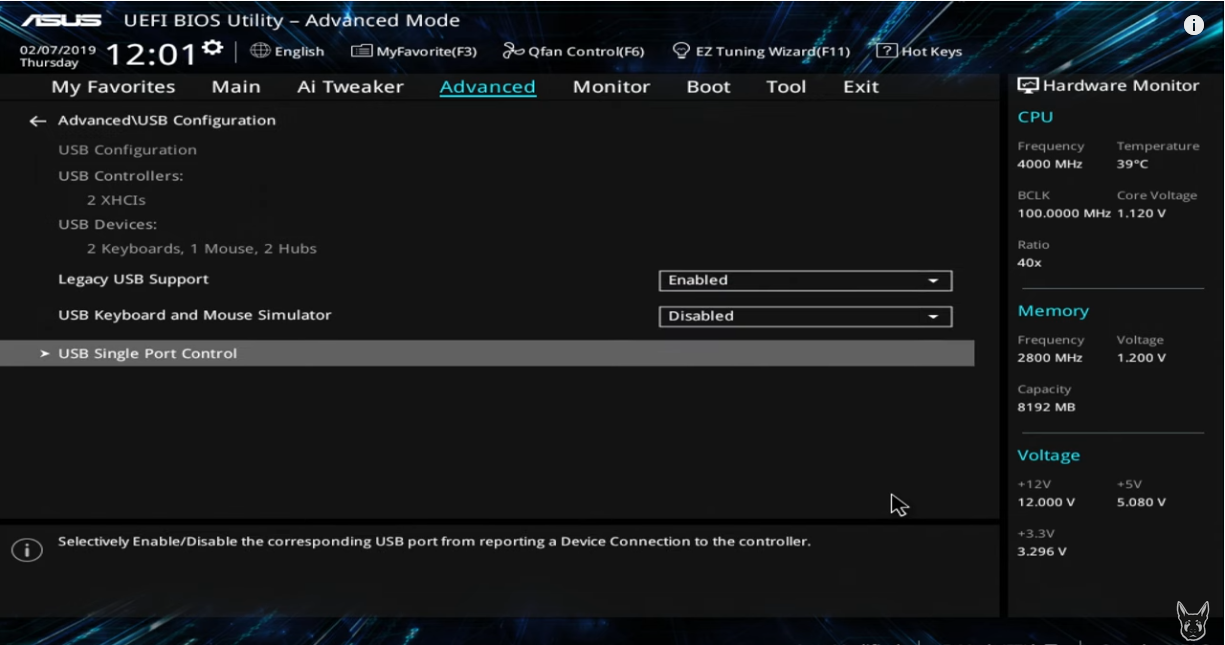 ASUS UEFI BIOS Utility – Advanced Mode
02/07/2019 Thursday 12:01 English MyFavorite(F3) Qfan Control(F6) EZ Tuning Wizard(F11) ? Hot Keys
My Favorites Main Ai Tweaker Advanced Monitor Boot Tool Exit
← Advanced\USB Configuration
USB Configuration
USB Controllers:
2 XHCIs
USB Devices:
2 Keyboards, 1 Mouse, 2 Hubs
Legacy USB Support Enabled
USB Keyboard and Mouse Simulator Disabled
➤ USB Single Port Control
i Selectively Enable/Disable the corresponding USB port from reporting a Device Connection to the controller.
i
Hardware Monitor
CPU
Frequency Temperature
4000 MHz 39°C
BCLK Core Voltage
100.0000 MHz 1.120 V
Ratio
40x
Memory
Frequency Voltage
2800 MHz 1.200 V
Capacity
8192 MB
Voltage
+12V +5V
12.000 V 5.080 V
+3.3V
3.296 V